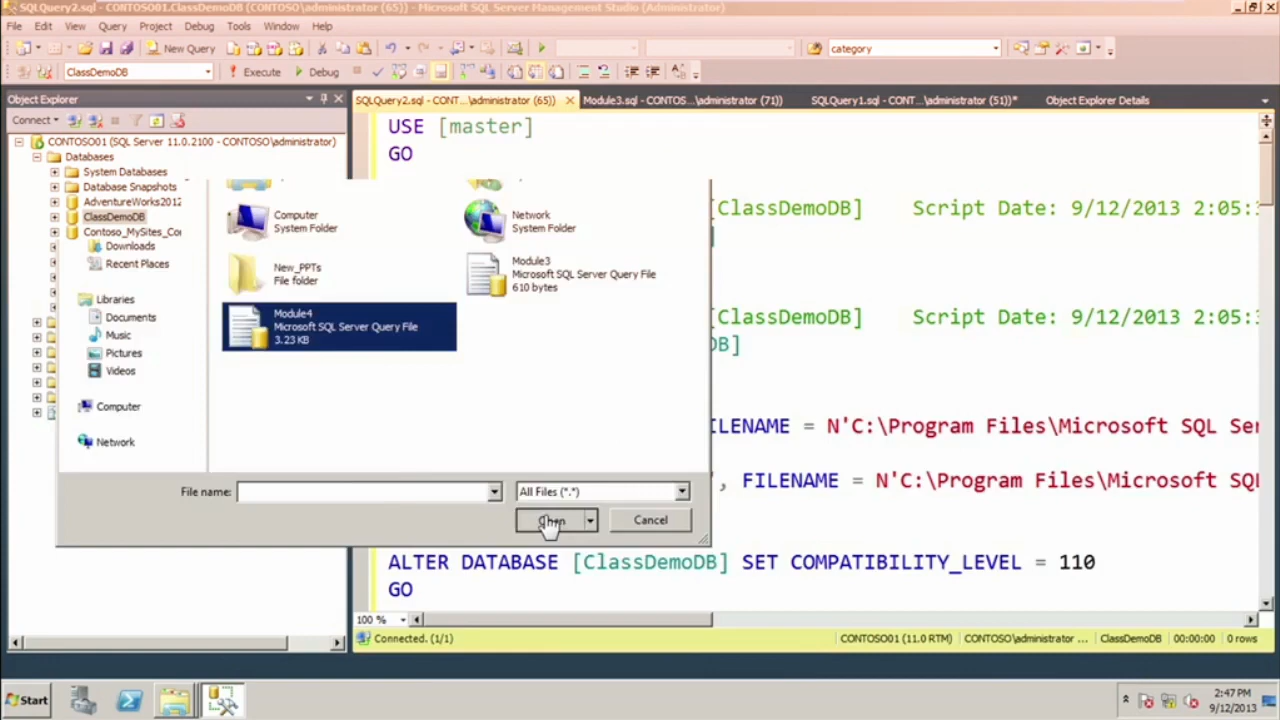 SQLQuery2.sql - CONTOSO01.ClassDemoDB (CONTOSO\administrator (65)) - Microsoft SQL Server Management Studio (Administrator)
File Edit View Query Project Debug Tools Window Help
New Query category
ClassDemoDB Execute Debug
Object Explorer
SQLQuery2.sql - CONT...\administrator (65)) Module3.sql - CONTOS...\administrator (71)) SQLQuery1.sql - CONT...\administrator (51))* Object Explorer Details
Connect
CONTOSO01 (SQL Server 11.0.2100 - CONTOSO\administrator)
Databases
System Databases
Database Snapshots
AdventureWorks2012
ClassDemoDB
Contoso_MySites_Co
Downloads
Recent Places
Libraries
Documents
Music
Pictures
Videos
Computer
Network
Computer
System Folder
Network
System Folder
New_PPTs
File folder
Module3
Microsoft SQL Server Query File
610 bytes
Module4
Microsoft SQL Server Query File
3.23 KB
File name: All Files (*.*)
Open Cancel
USE [master]
GO
[ClassDemoDB] Script Date: 9/12/2013 2:05:3
]
[ClassDemoDB] Script Date: 9/12/2013 2:05:3
DB]
ILENAME = N'C:\Program Files\Microsoft SQL Ser
, FILENAME = N'C:\Program Files\Microsoft SQL
ALTER DATABASE [ClassDemoDB] SET COMPATIBILITY_LEVEL = 110
GO
100 %
Connected. (1/1) CONTOSO01 (11.0 RTM) CONTOSO\administrator ... ClassDemoDB 00:00:00 0 rows
Start
2:47 PM
9/12/2013